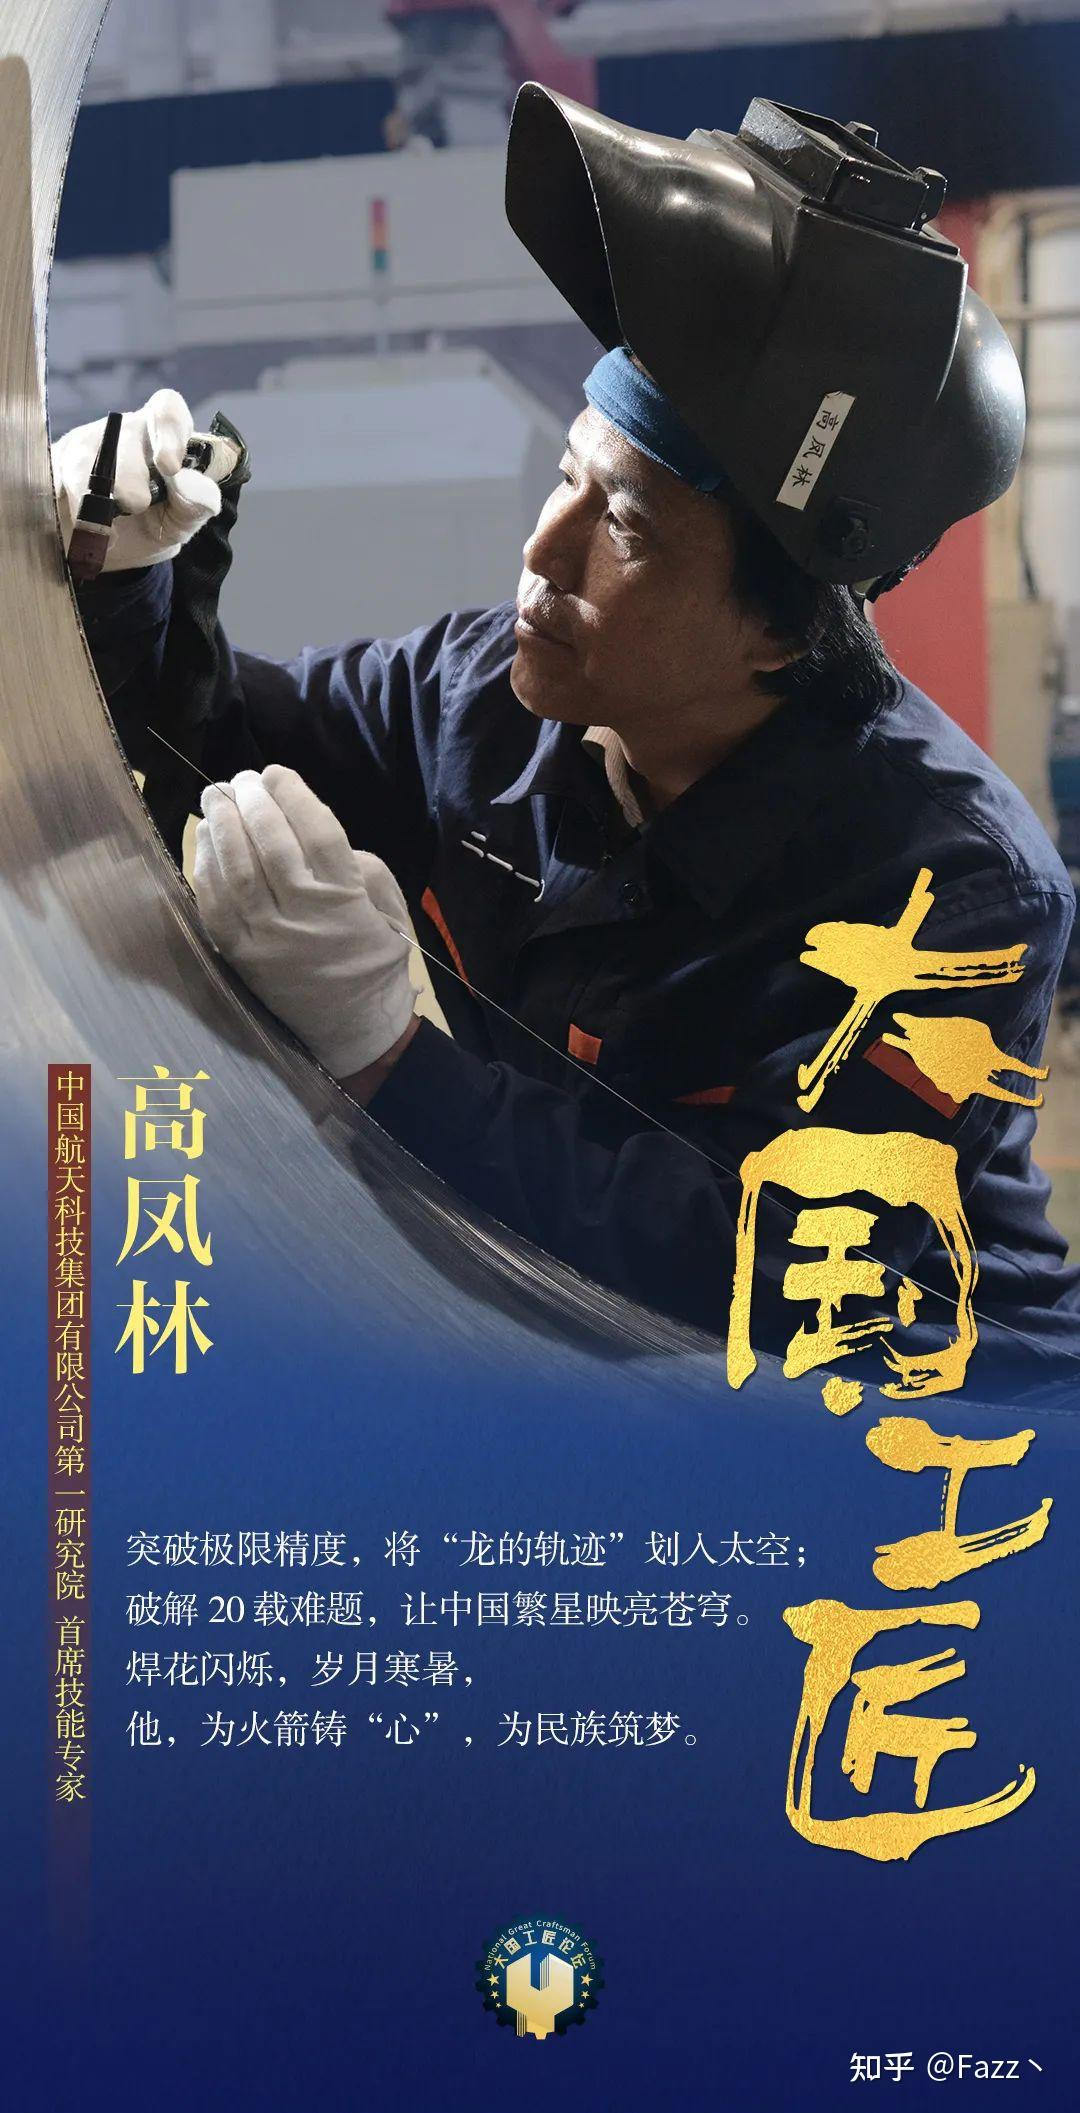 高凤林
大国工匠
高凤林
中国航天科技集团有限公司第一研究院 首席技能专家
突破极限精度，将“龙的轨迹”划入太空；
破解 20 载难题，让中国繁星映亮苍穹。
焊花闪烁，岁月寒暑，
他，为火箭铸“心”，为民族筑梦。
National Great Craftsman Forum
大国工匠论坛
知乎 @Fazz丶